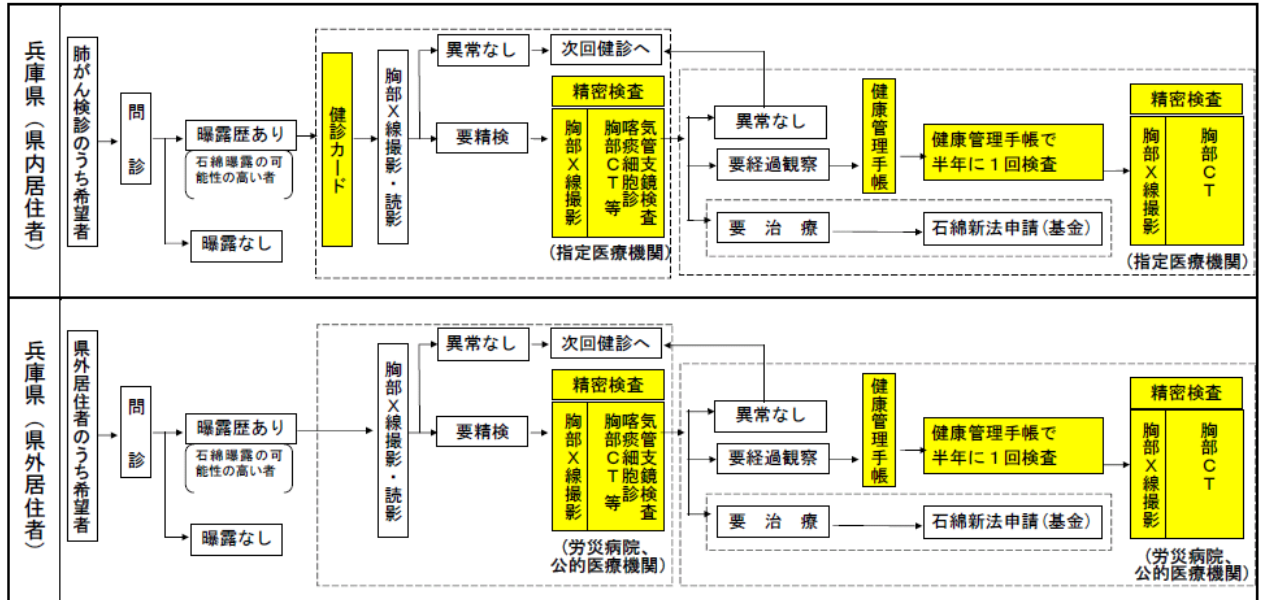 兵庫県（県内居住者）
肺がん検診のうち希望者
問診
曝露歴あり
石綿曝露の可
能性の高い者
曝露なし
健診カード
胸部X線撮影・読影
異常なし
次回健診へ
要精検
精密検査
胸部X線撮影
胸部CT 等
喀痰細胞診
気管支鏡検査
(指定医療機関)
異常なし
要経過観察
健康管理手帳
健康管理手帳で
半年に１回検査
要 治 療
石綿新法申請(基金)
精密検査
胸部X線撮影
胸部CT
(指定医療機関)
兵庫県（県外居住者）
県外居住者のうち希望者
問診
曝露歴あり
石綿曝露の可
能性の高い者
曝露なし
胸部X線撮影・読影
異常なし
次回健診へ
要精検
精密検査
胸部X線撮影
胸部CT 等
喀痰細胞診
気管支鏡検査
(労災病院、
公的医療機関)
異常なし
要経過観察
健康管理手帳
健康管理手帳で
半年に１回検査
要 治 療
石綿新法申請(基金)
精密検査
胸部X線撮影
胸部CT
(労災病院、
公的医療機関)